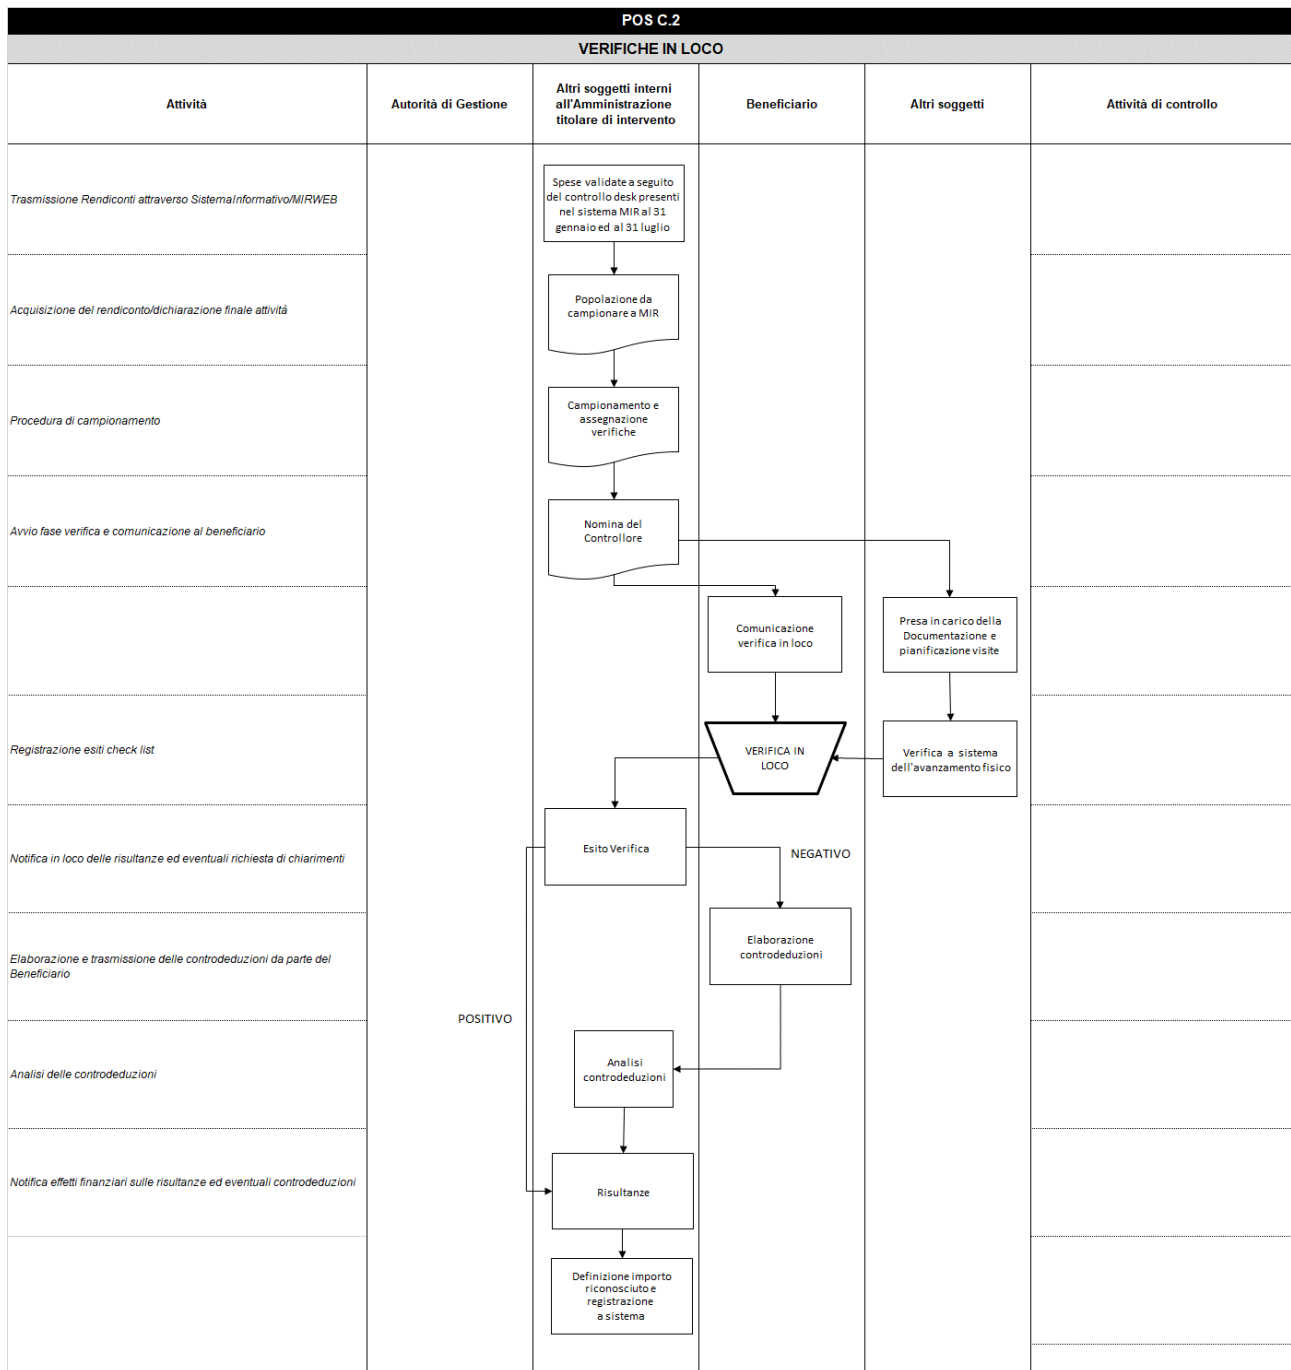 POS C.2
VERIFICHE IN LOCO
Attività
Autorità di Gestione
Altri soggetti interni
all'Amministrazione
titolare di intervento
Beneficiario
Altri soggetti
Attività di controllo
Trasmissione Rendiconti attraverso SistemaInformativo/MIRWEB
Spese validate a seguito
del controllo desk presenti
nel sistema MIR al 31
gennaio ed al 31 luglio
Acquisizione del rendiconto/dichiarazione finale attività
Popolazione da
campionare a MIR
Procedura di campionamento
Campionamento e
assegnazione
verifiche
Avvio fase verifica e comunicazione al beneficiario
Nomina del
Controllore
Comunicazione
verifica in loco
Presa in carico della
Documentazione e
pianificazione visite
Registrazione esiti check list
VERIFICA IN
LOCO
Verifica a sistema
dell'avanzamento fisico
Notifica in loco delle risultanze ed eventuali richiesta di chiarimenti
Esito Verifica
NEGATIVO
Elaborazione e trasmissione delle controdeduzioni da parte del
Beneficiario
Elaborazione
controdeduzioni
POSITIVO
Analisi delle controdeduzioni
Analisi
controdeduzioni
Notifica effetti finanziari sulle risultanze ed eventuali controdeduzioni
Risultanze
Definizione importo
riconosciuto e
registrazione
a sistema